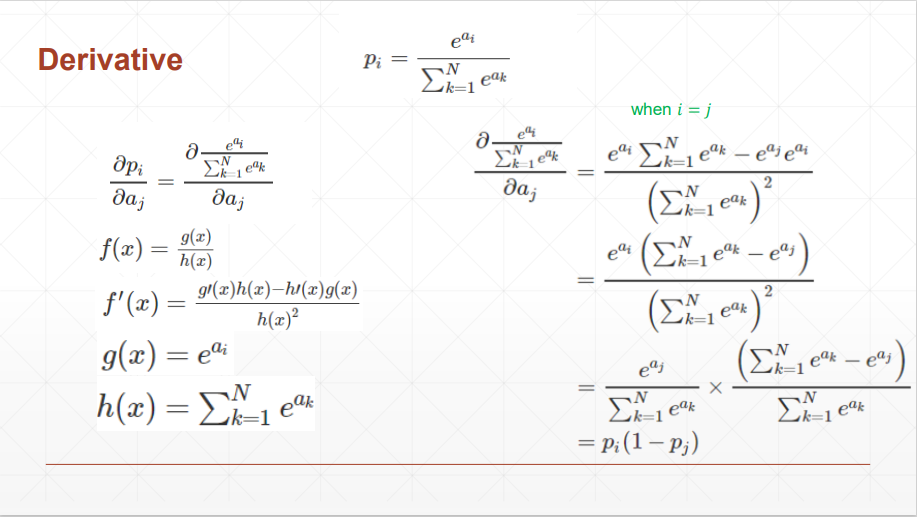 Derivative
p_i = \frac{e^{a_i}}{\sum_{k=1}^{N} e^{a_k}}
\frac{\partial p_i}{\partial a_j} = \frac{\partial \frac{e^{a_i}}{\sum_{k=1}^{N} e^{a_k}}}{\partial a_j}
f(x) = \frac{g(x)}{h(x)}
f'(x) = \frac{g\prime(x)h(x)-h\prime(x)g(x)}{h(x)^2}
g(x) = e^{a_i}
h(x) = \sum_{k=1}^{N} e^{a_k}
when i = j
\frac{\partial \frac{e^{a_i}}{\sum_{k=1}^{N} e^{a_k}}}{\partial a_j} = \frac{e^{a_i} \sum_{k=1}^{N} e^{a_k} - e^{a_j} e^{a_i}}{\left(\sum_{k=1}^{N} e^{a_k}\right)^2}
= \frac{e^{a_i} \left(\sum_{k=1}^{N} e^{a_k} - e^{a_j}\right)}{\left(\sum_{k=1}^{N} e^{a_k}\right)^2}
= \frac{e^{a_j}}{\sum_{k=1}^{N} e^{a_k}} \times \frac{\left(\sum_{k=1}^{N} e^{a_k} - e^{a_j}\right)}{\sum_{k=1}^{N} e^{a_k}}
= p_i(1 - p_j)